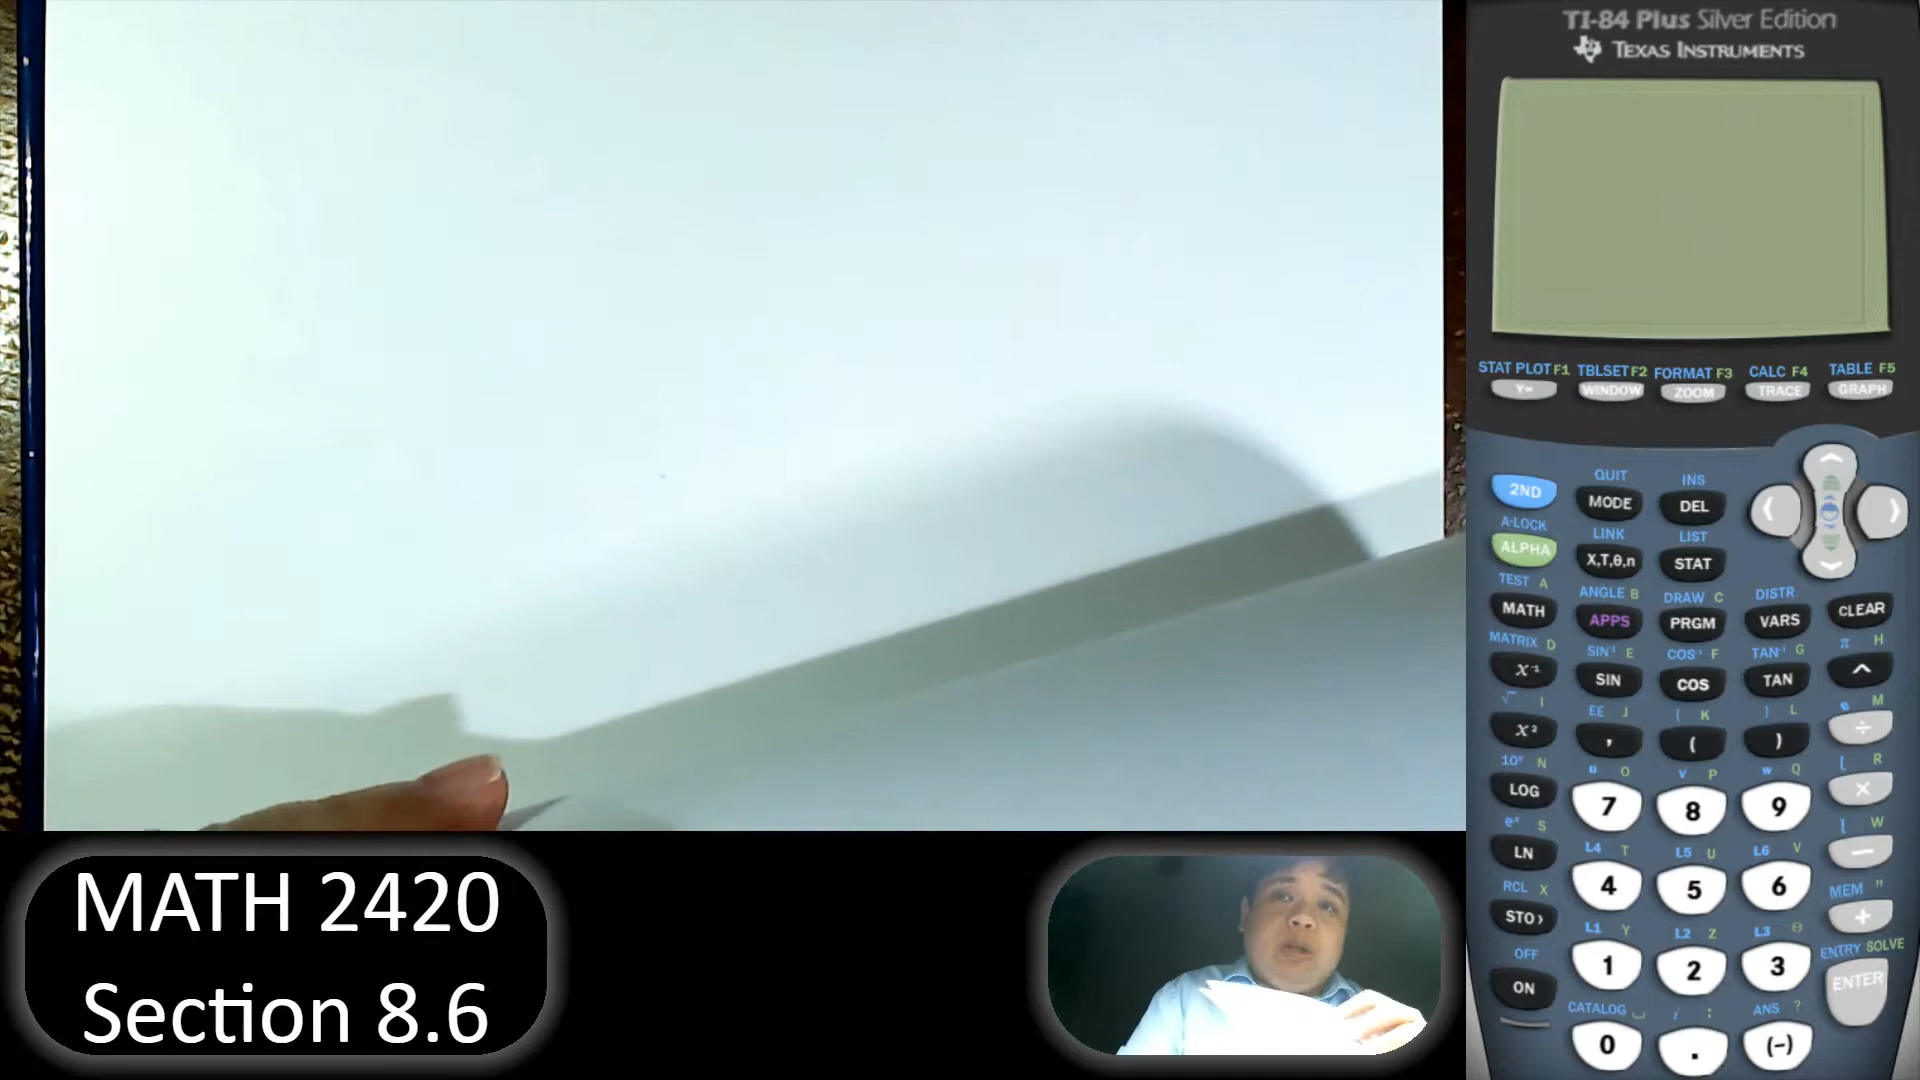 TI-84 Plus Silver Edition
TEXAS INSTRUMENTS
STAT PLOT F1 TBLSET F2 FORMAT F3 CALC F4 TABLE F5
Y= WINDOW ZOOM TRACE GRAPH
QUIT INS
2ND MODE DEL
A-LOCK LINK LIST
ALPHA X,T,θ,n STAT
TEST A ANGLE B DRAW C DISTR
MATH APPS PRGM VARS CLEAR
MATRIX D SIN⁻¹ E COS⁻¹ F TAN⁻¹ G π H
X⁻¹ SIN COS TAN ^
√ I EE J { K } L e M
X² , ( ) ÷
10ˣ N u O v P w Q [ R
LOG 7 8 9 ×
eˣ S L4 T L5 U L6 V ] W
LN 4 5 6 −
RCL X L1 Y L2 Z L3 θ MEM "
STO› 1 2 3 +
OFF CATALOG ⎵ i : ANS ? ENTRY SOLVE
ON 0 . (-) ENTER
MATH 2420
Section 8.6